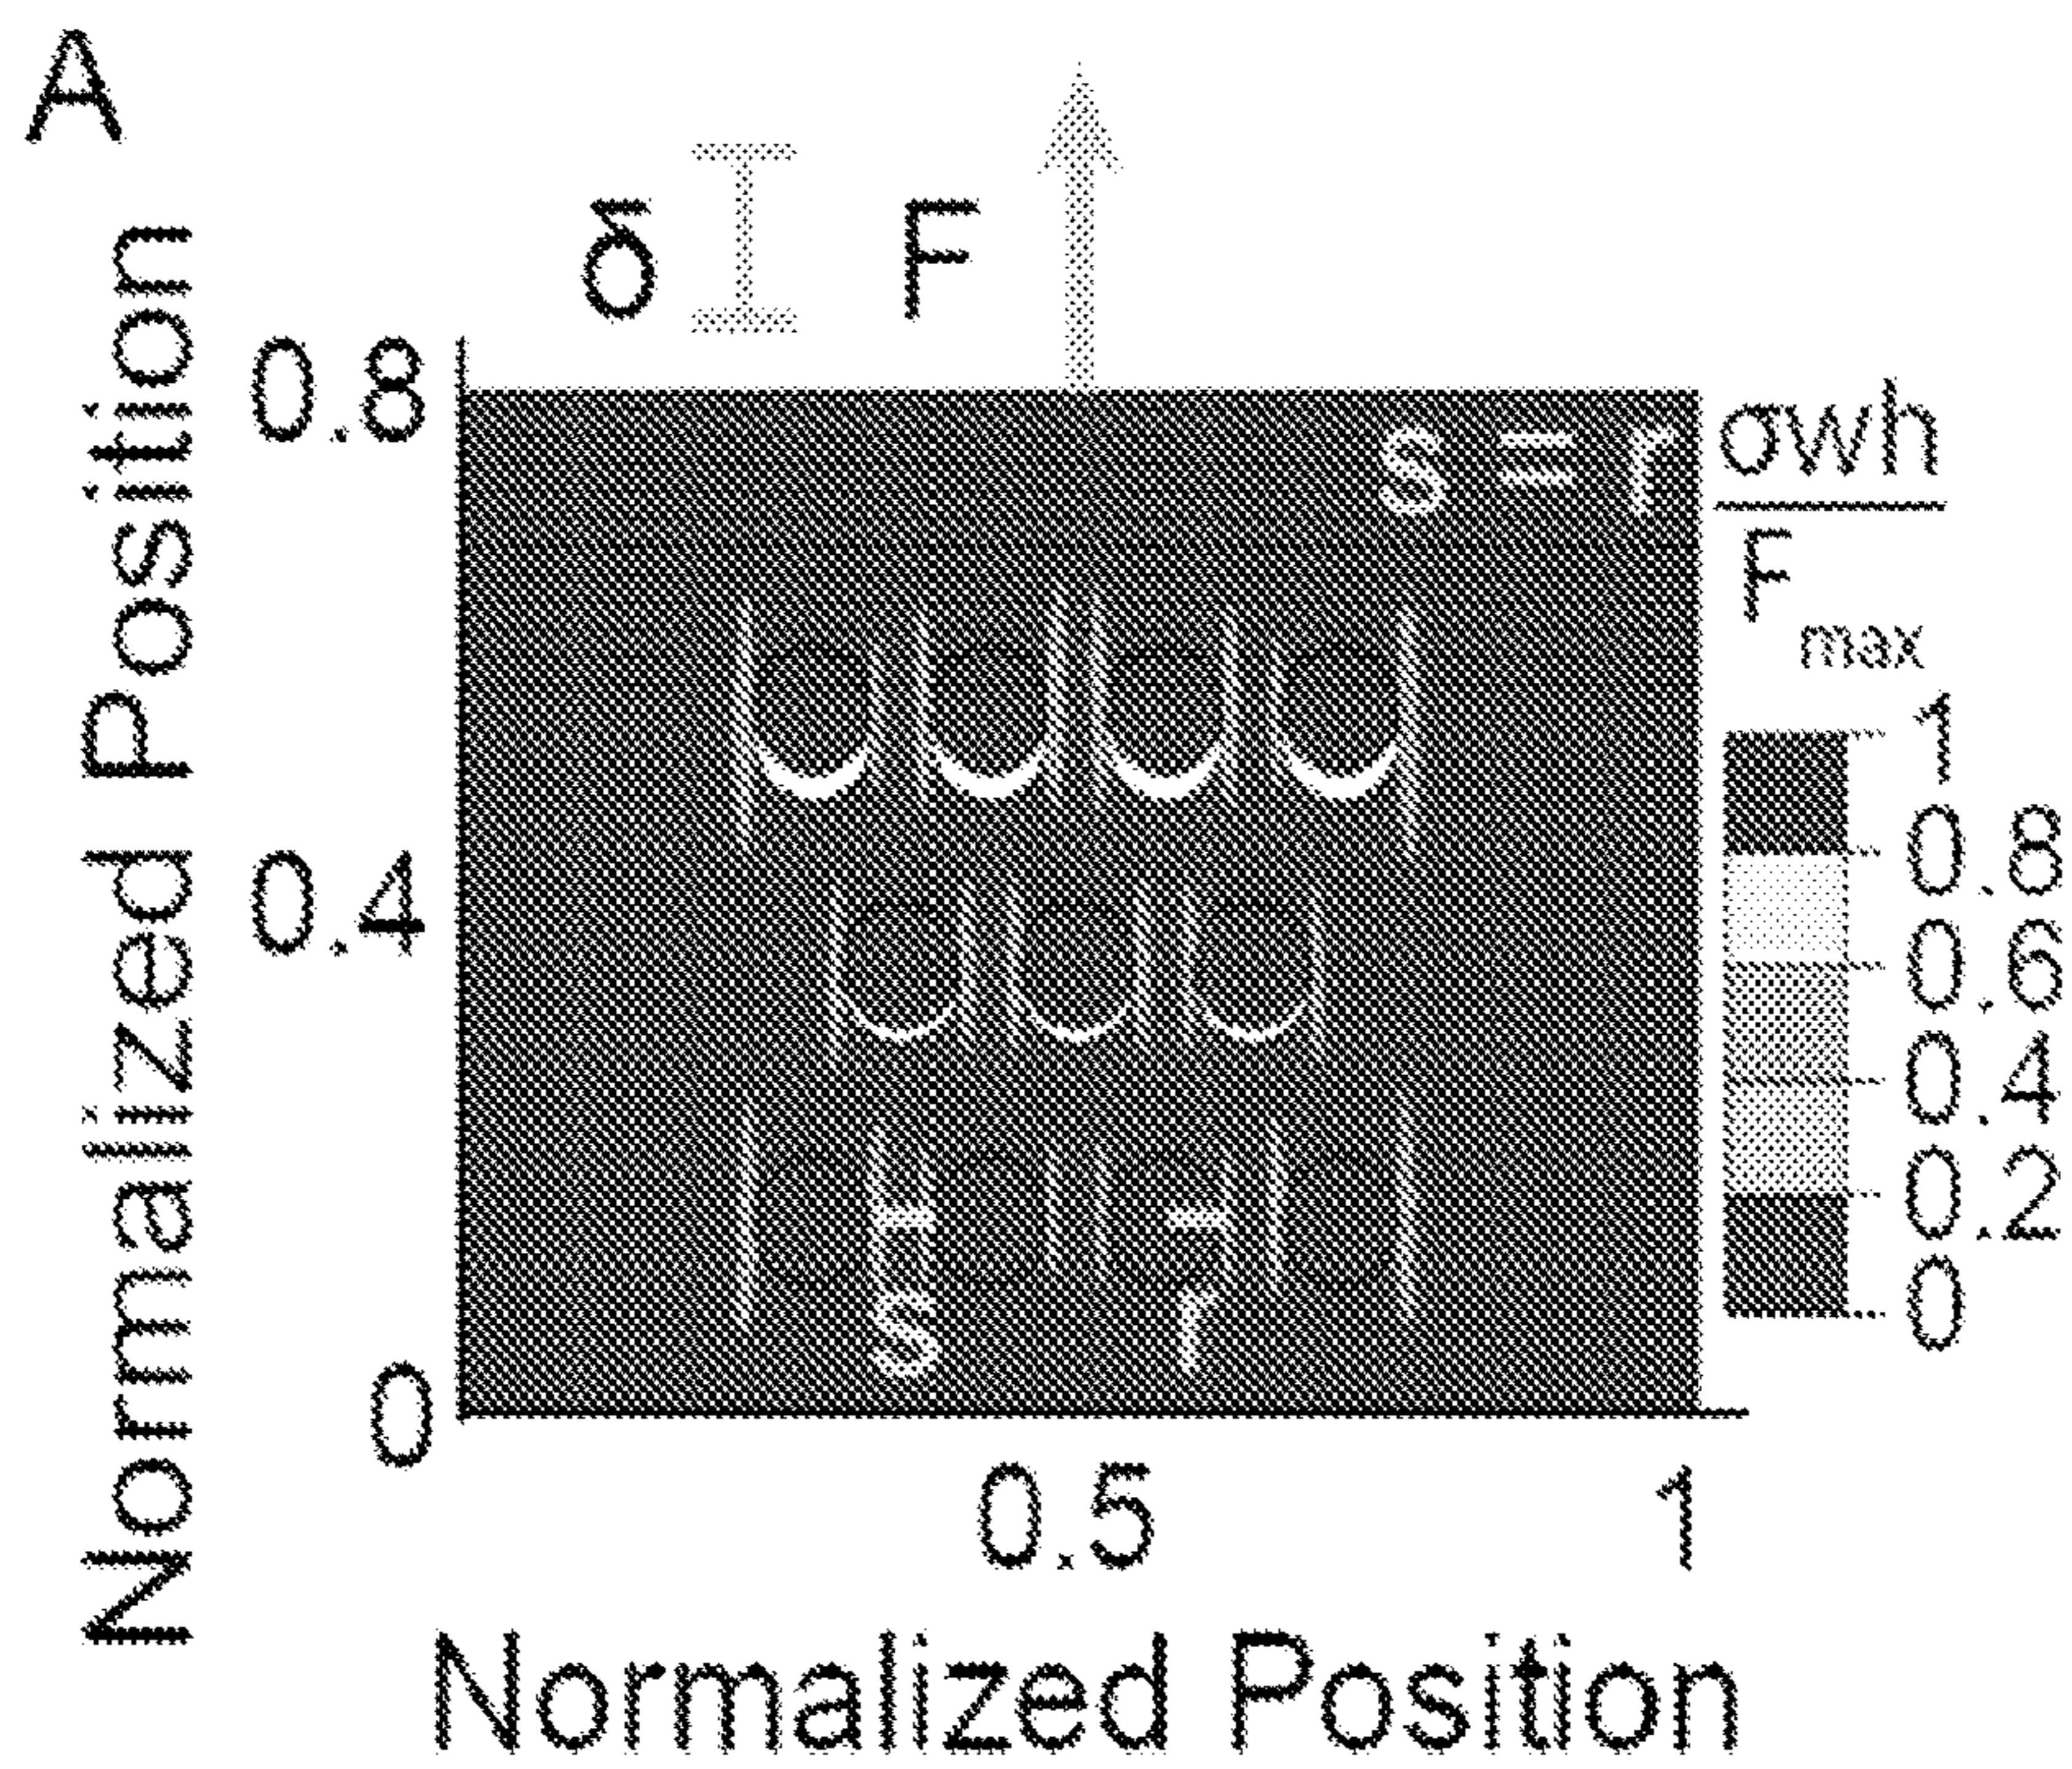 A
δ F
Normalized Position
0.8
0.4
0
s = r
s r
σwh
F max
1
0.8
0.6
0.4
0.2
0
0.5 1
Normalized Position